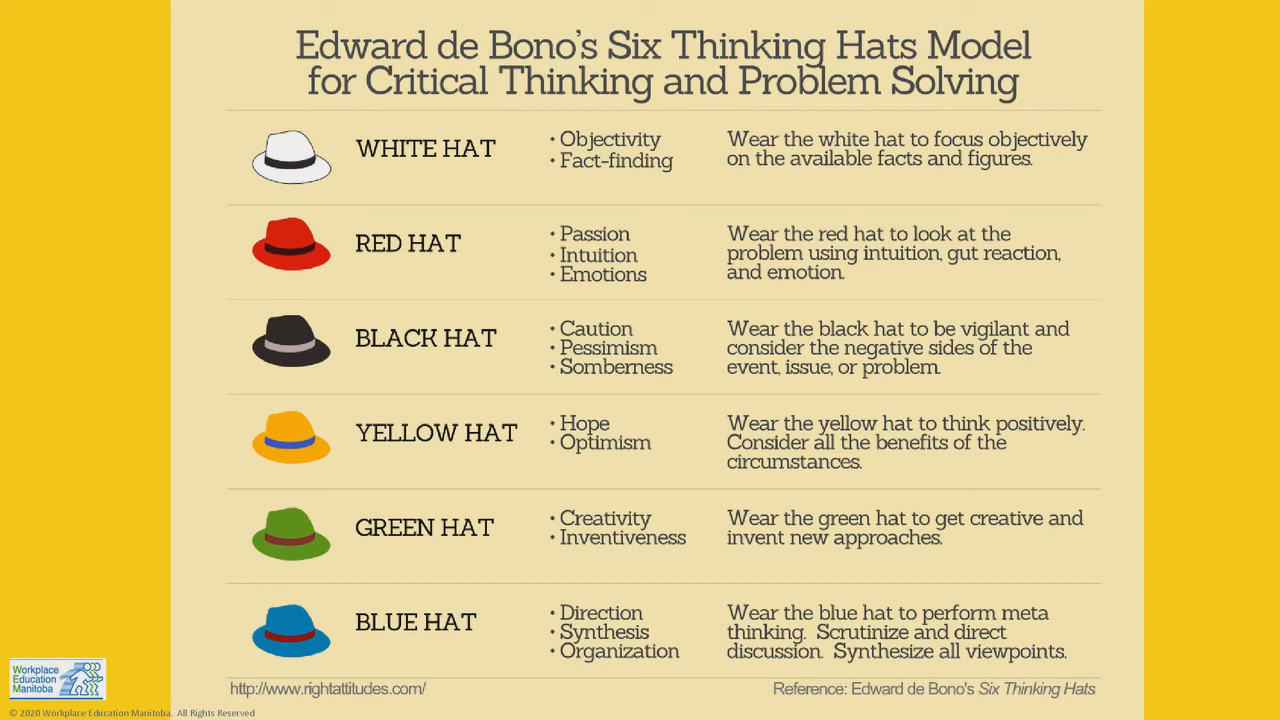 Edward de Bono's Six Thinking Hats Model
for Critical Thinking and Problem Solving
WHITE HAT
• Objectivity
• Fact-finding
Wear the white hat to focus objectively
on the available facts and figures.
RED HAT
• Passion
• Intuition
• Emotions
Wear the red hat to look at the
problem using intuition, gut reaction,
and emotion.
BLACK HAT
• Caution
• Pessimism
• Somberness
Wear the black hat to be vigilant and
consider the negative sides of the
event, issue, or problem.
YELLOW HAT
• Hope
• Optimism
Wear the yellow hat to think positively.
Consider all the benefits of the
circumstances.
GREEN HAT
• Creativity
• Inventiveness
Wear the green hat to get creative and
invent new approaches.
BLUE HAT
• Direction
• Synthesis
• Organization
Wear the blue hat to perform meta
thinking. Scrutinize and direct
discussion. Synthesize all viewpoints.
http://www.rightattitudes.com/
Reference: Edward de Bono's Six Thinking Hats
Workplace
Education
Manitoba
© 2020 Workplace Education Manitoba. All Rights Reserved